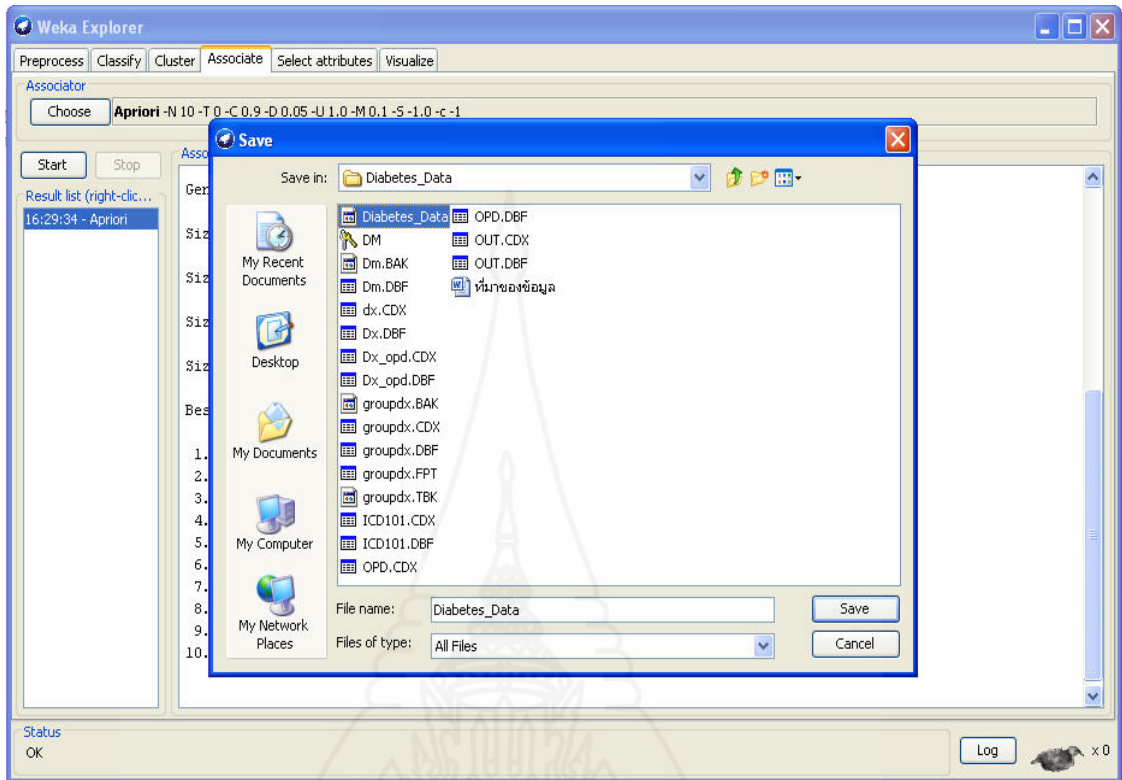 Weka Explorer
Preprocess Classify Cluster Associate Select attributes Visualize
Associator
Choose Apriori -N 10 -T 0 -C 0.9 -D 0.05 -U 1.0 -M 0.1 -S -1.0 -c -1
Start Stop
Result list (right-clic...
16:29:34 - Apriori
Asso
Ger
Siz
Siz
Siz
Siz
Bes
1.
2.
3.
4.
5.
6.
7.
8.
9.
10.
Save
Save in: Diabetes_Data
My Recent Documents
Desktop
My Documents
My Computer
My Network Places
Diabetes_Data
DM
Dm.BAK
Dm.DBF
dx.CDX
Dx.DBF
Dx_opd.CDX
Dx_opd.DBF
groupdx.BAK
groupdx.CDX
groupdx.DBF
groupdx.FPT
groupdx.TBK
ICD101.CDX
ICD101.DBF
OPD.CDX
OPD.DBF
OUT.CDX
OUT.DBF
ที่มาของข้อมูล
File name: Diabetes_Data Save
Files of type: All Files Cancel
Status
OK
Log x 0